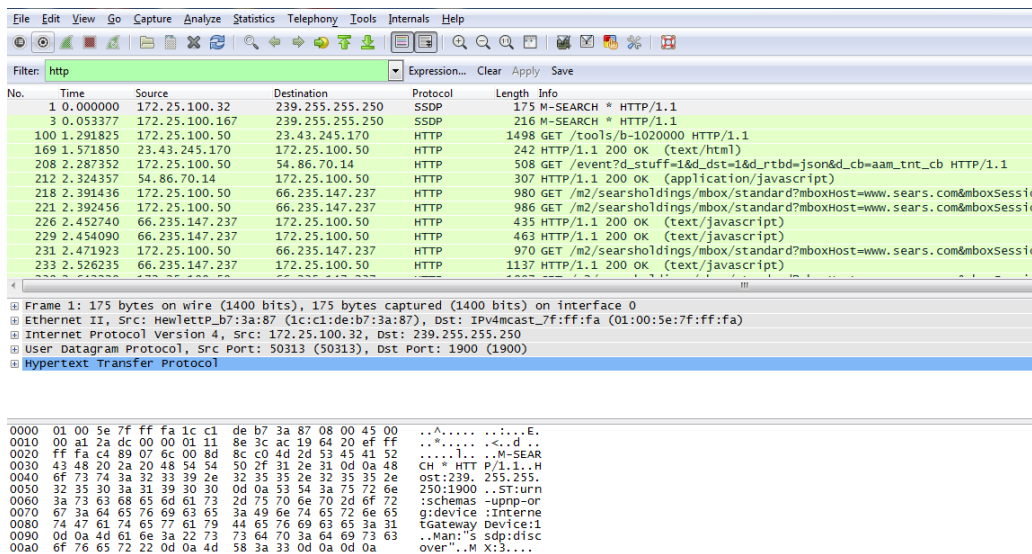 File Edit View Go Capture Analyze Statistics Telephony Tools Internals Help
Filter: http Expression... Clear Apply Save
No. Time Source Destination Protocol Length Info
1 0.000000 172.25.100.32 239.255.255.250 SSDP 175 M-SEARCH * HTTP/1.1
3 0.053377 172.25.100.167 239.255.255.250 SSDP 216 M-SEARCH * HTTP/1.1
100 1.291825 172.25.100.50 23.43.245.170 HTTP 1498 GET /tools/b-1020000 HTTP/1.1
169 1.571850 23.43.245.170 172.25.100.50 HTTP 242 HTTP/1.1 200 OK (text/html)
208 2.287352 172.25.100.50 54.86.70.14 HTTP 508 GET /event?d_stuff=1&d_dst=1&d_rtbd=json&d_cb=aam_tnt_cb HTTP/1.1
212 2.324357 54.86.70.14 172.25.100.50 HTTP 307 HTTP/1.1 200 OK (application/javascript)
218 2.391436 172.25.100.50 66.235.147.237 HTTP 980 GET /m2/searsholdings/mbox/standard?mboxHost=www.sears.com&mboxSessi
221 2.392456 172.25.100.50 66.235.147.237 HTTP 986 GET /m2/searsholdings/mbox/standard?mboxHost=www.sears.com&mboxSessi
226 2.452740 66.235.147.237 172.25.100.50 HTTP 435 HTTP/1.1 200 OK (text/javascript)
229 2.454090 66.235.147.237 172.25.100.50 HTTP 463 HTTP/1.1 200 OK (text/javascript)
231 2.471923 172.25.100.50 66.235.147.237 HTTP 970 GET /m2/searsholdings/mbox/standard?mboxHost=www.sears.com&mboxSessi
233 2.526235 66.235.147.237 172.25.100.50 HTTP 1137 HTTP/1.1 200 OK (text/javascript)
Frame 1: 175 bytes on wire (1400 bits), 175 bytes captured (1400 bits) on interface 0
Ethernet II, Src: HewlettP_b7:3a:87 (1c:c1:de:b7:3a:87), Dst: IPv4mcast_7f:ff:fa (01:00:5e:7f:ff:fa)
Internet Protocol Version 4, Src: 172.25.100.32, Dst: 239.255.255.250
User Datagram Protocol, Src Port: 50313 (50313), Dst Port: 1900 (1900)
Hypertext Transfer Protocol
0000 01 00 5e 7f ff fa 1c c1 de b7 3a 87 08 00 45 00 ..^..... ..:...E.
0010 00 a1 2a dc 00 00 01 11 8e 3c ac 19 64 20 ef ff ..*..... .<..d ..
0020 ff fa c4 89 07 6c 00 8d 8c c0 4d 2d 53 45 41 52 .....l.. ..M-SEAR
0030 43 48 20 2a 20 48 54 54 50 2f 31 2e 31 0d 0a 48 CH * HTT P/1.1..H
0040 6f 73 74 3a 32 33 39 2e 32 35 35 2e 32 35 35 2e ost:239. 255.255.
0050 32 35 30 3a 31 39 30 30 0d 0a 53 54 3a 75 72 6e 250:1900 ..ST:urn
0060 3a 73 63 68 65 6d 61 73 2d 75 70 6e 70 2d 6f 72 :schemas -upnp-or
0070 67 3a 64 65 76 69 63 65 3a 49 6e 74 65 72 6e 65 g:device :Interne
0080 74 47 61 74 65 77 61 79 44 65 76 69 63 65 3a 31 tGateway Device:1
0090 0d 0a 4d 61 6e 3a 22 73 73 64 70 3a 64 69 73 63 ..Man:"s sdp:disc
00a0 6f 76 65 72 22 0d 0a 4d 58 3a 33 0d 0a 0d 0a over"..M X:3....